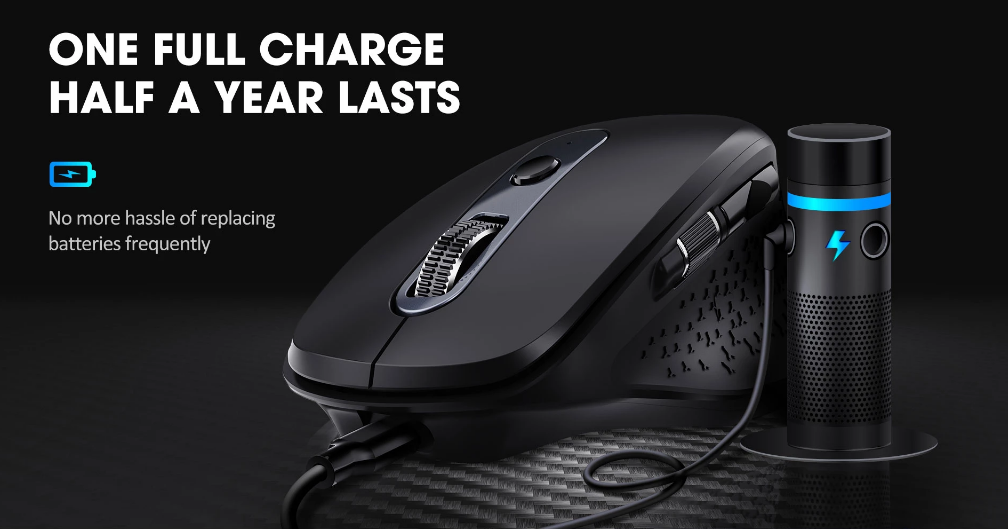 ONE FULL CHARGE
HALF A YEAR LASTS
No more hassle of replacing
batteries frequently